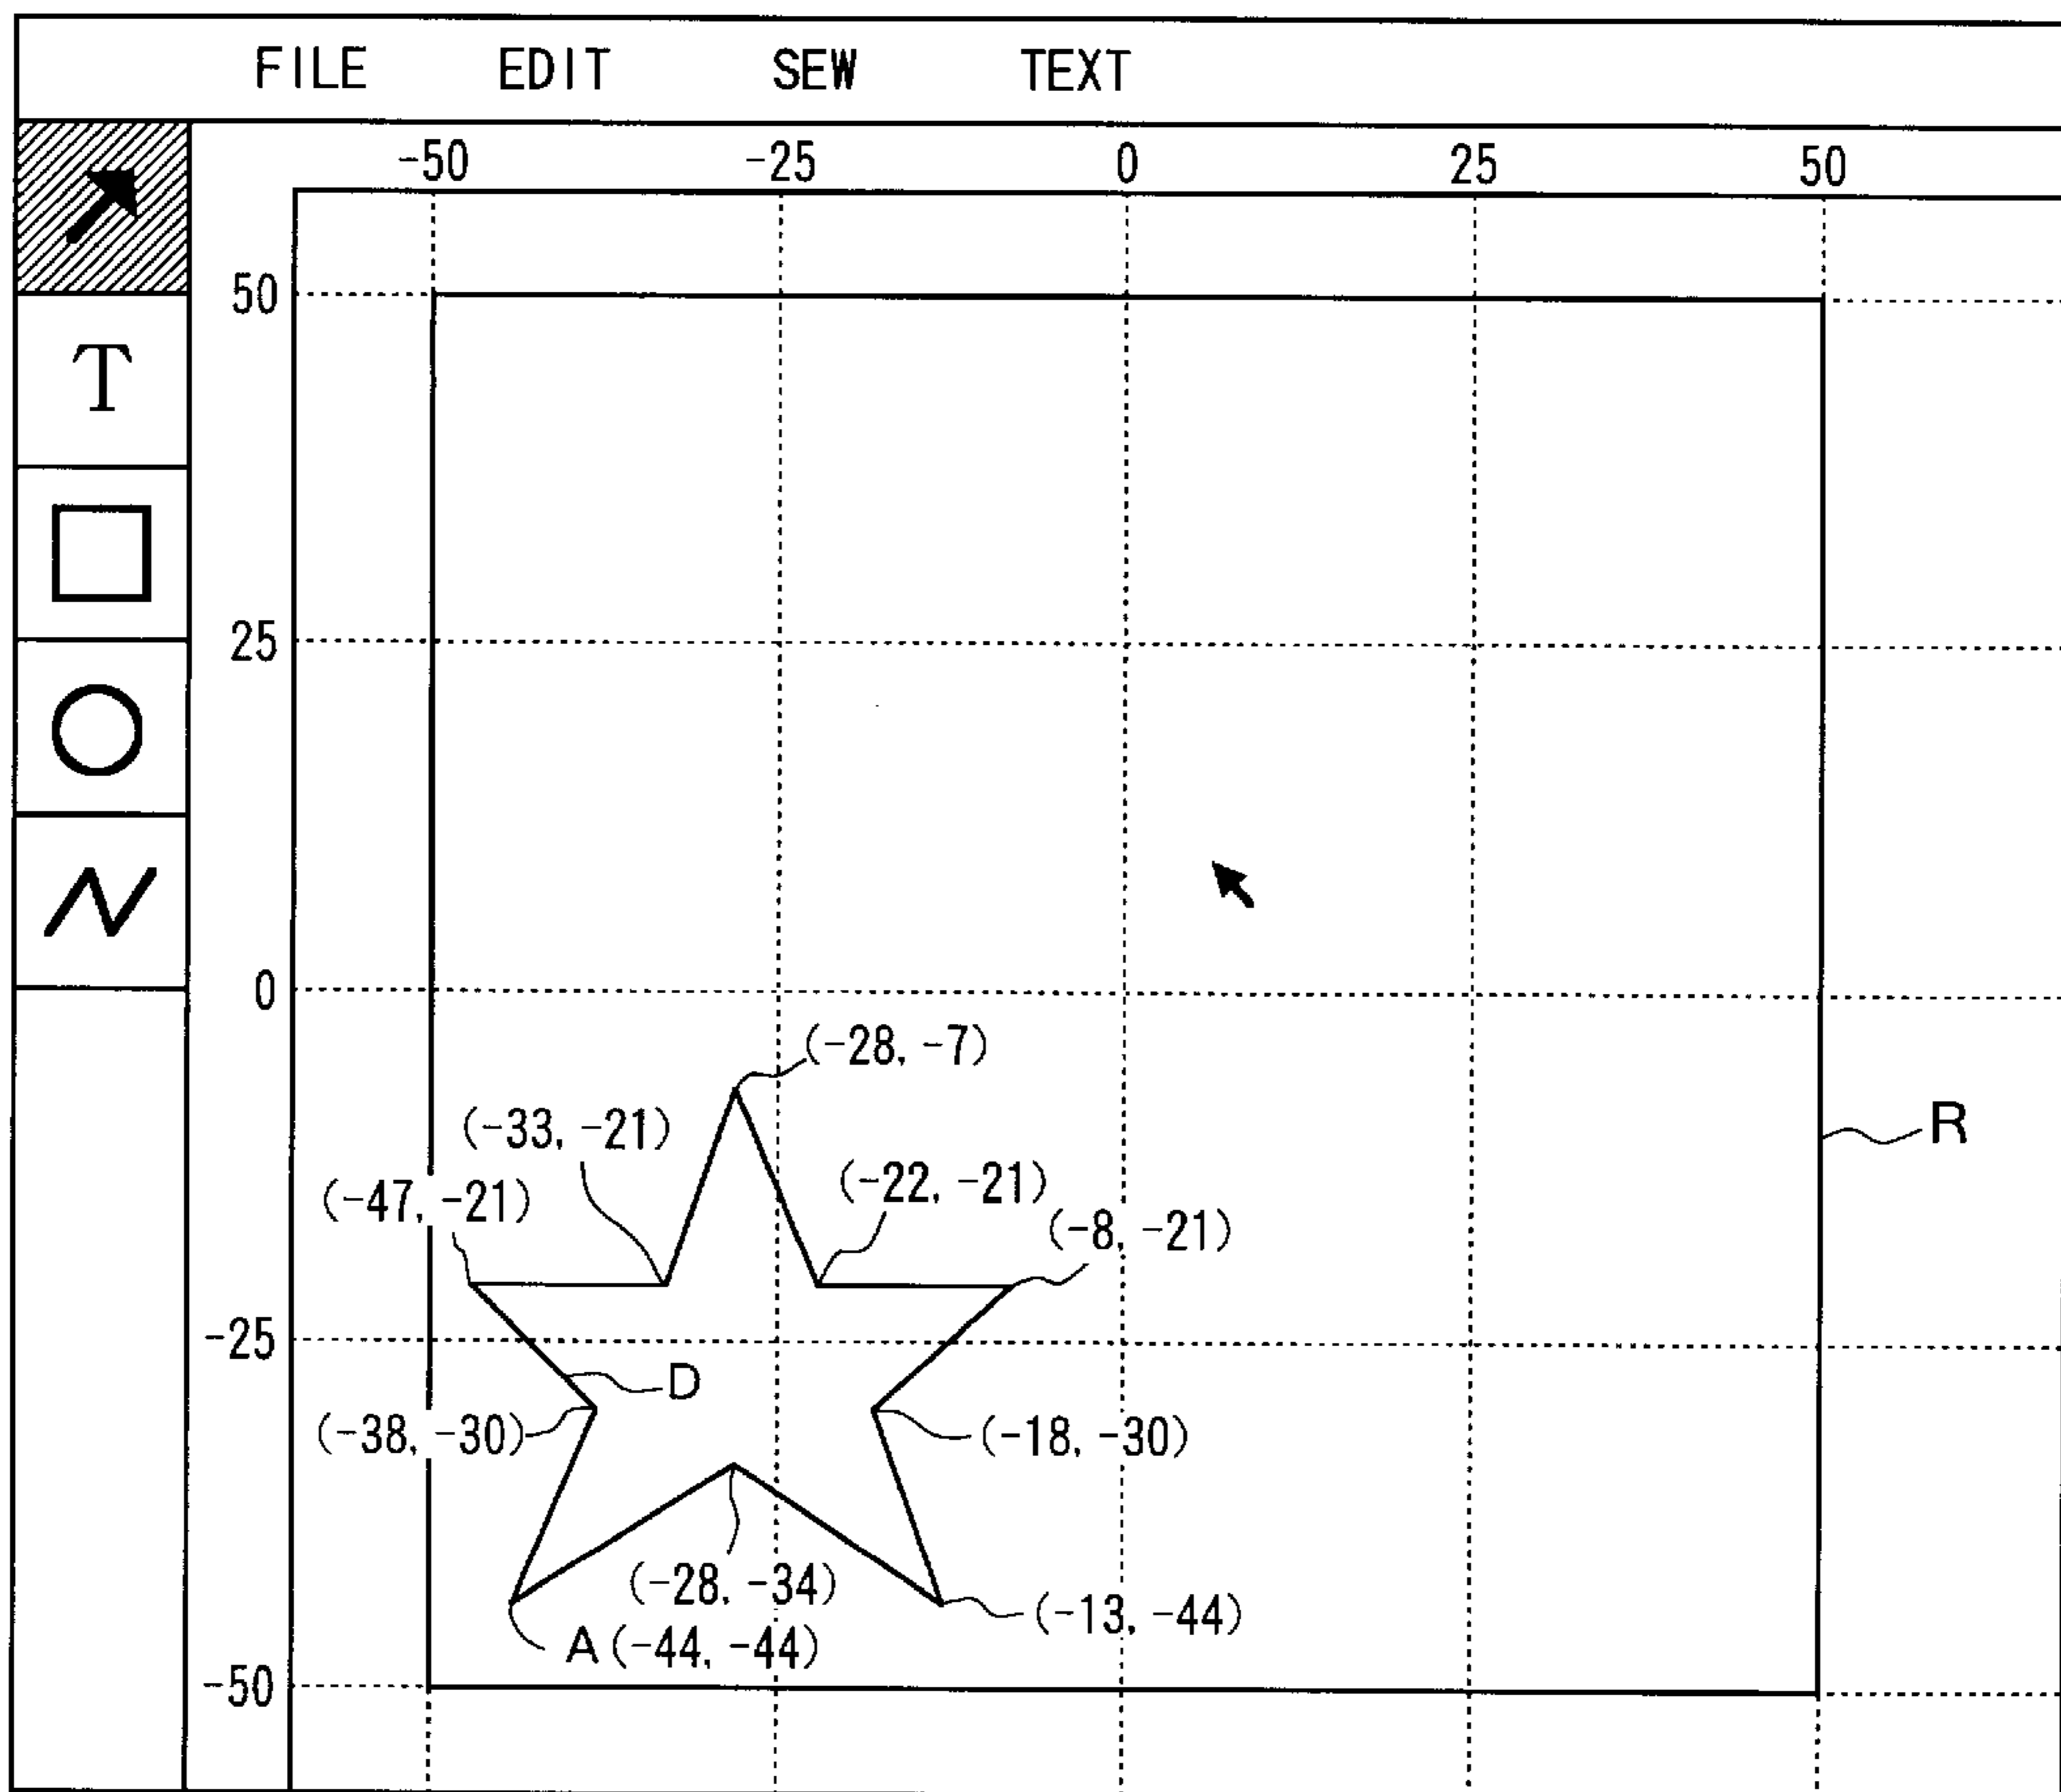 FILE EDIT SEW TEXT
-50 -25 0 25 50
50
T
25
0
(-28, -7)
(-33, -21)
R
(-22, -21)
(-47, -21)
(-8, -21)
-25
D
(-38, -30)
(-18, -30)
(-28, -34)
(-13, -44)
A (-44, -44)
-50